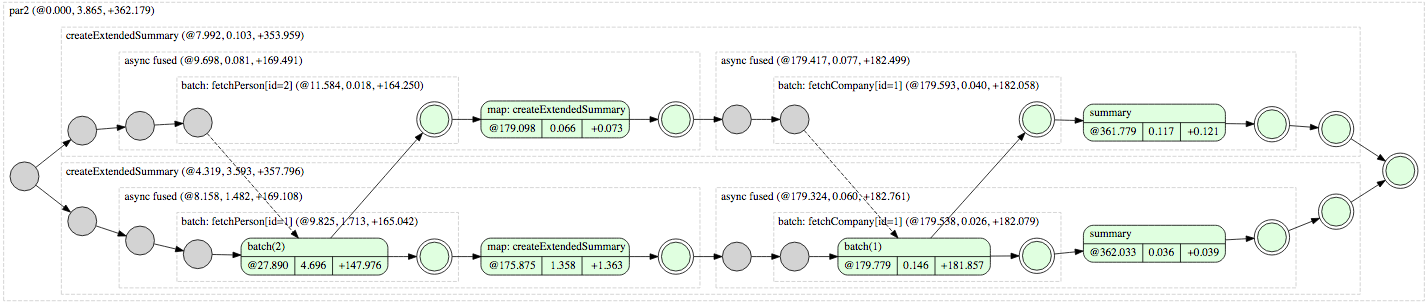 par2 (@0.000, 3.865, +362.179)
createExtendedSummary (@7.992, 0.103, +353.959)
async fused (@9.698, 0.081, +169.491)
async fused (@179.417, 0.077, +182.499)
batch: fetchPerson[id=2] (@11.584, 0.018, +164.250)
batch: fetchCompany[id=1] (@179.593, 0.040, +182.058)
map: createExtendedSummary
@179.098 0.066 +0.073
summary
@361.779 0.117 +0.121
createExtendedSummary (@4.319, 3.593, +357.796)
async fused (@8.158, 1.482, +169.108)
async fused (@179.324, 0.060, +182.761)
batch: fetchPerson[id=1] (@9.825, 1.713, +165.042)
batch: fetchCompany[id=1] (@179.538, 0.026, +182.079)
batch(2)
@27.890 4.696 +147.976
map: createExtendedSummary
@175.875 1.358 +1.363
batch(1)
@179.779 0.146 +181.857
summary
@362.033 0.036 +0.039